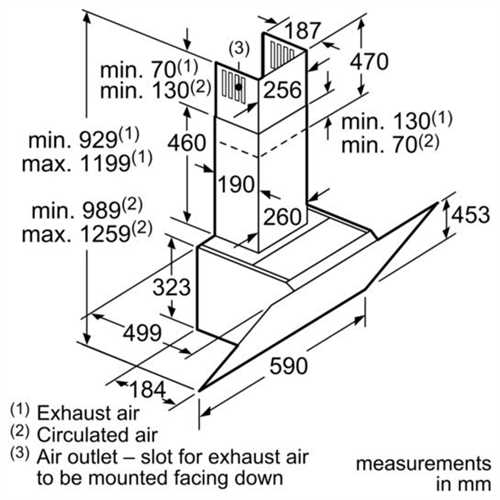 187
(3)
470
min. 70(1)
min. 130(2)
256
min. 130(1)
min. 70(2)
460
min. 929(1)
max. 1199(1)
190
min. 989(2)
max. 1259(2)
260
453
323
499
590
184
(1) Exhaust air
(2) Circulated air
(3) Air outlet – slot for exhaust air
to be mounted facing down
measurements
in mm